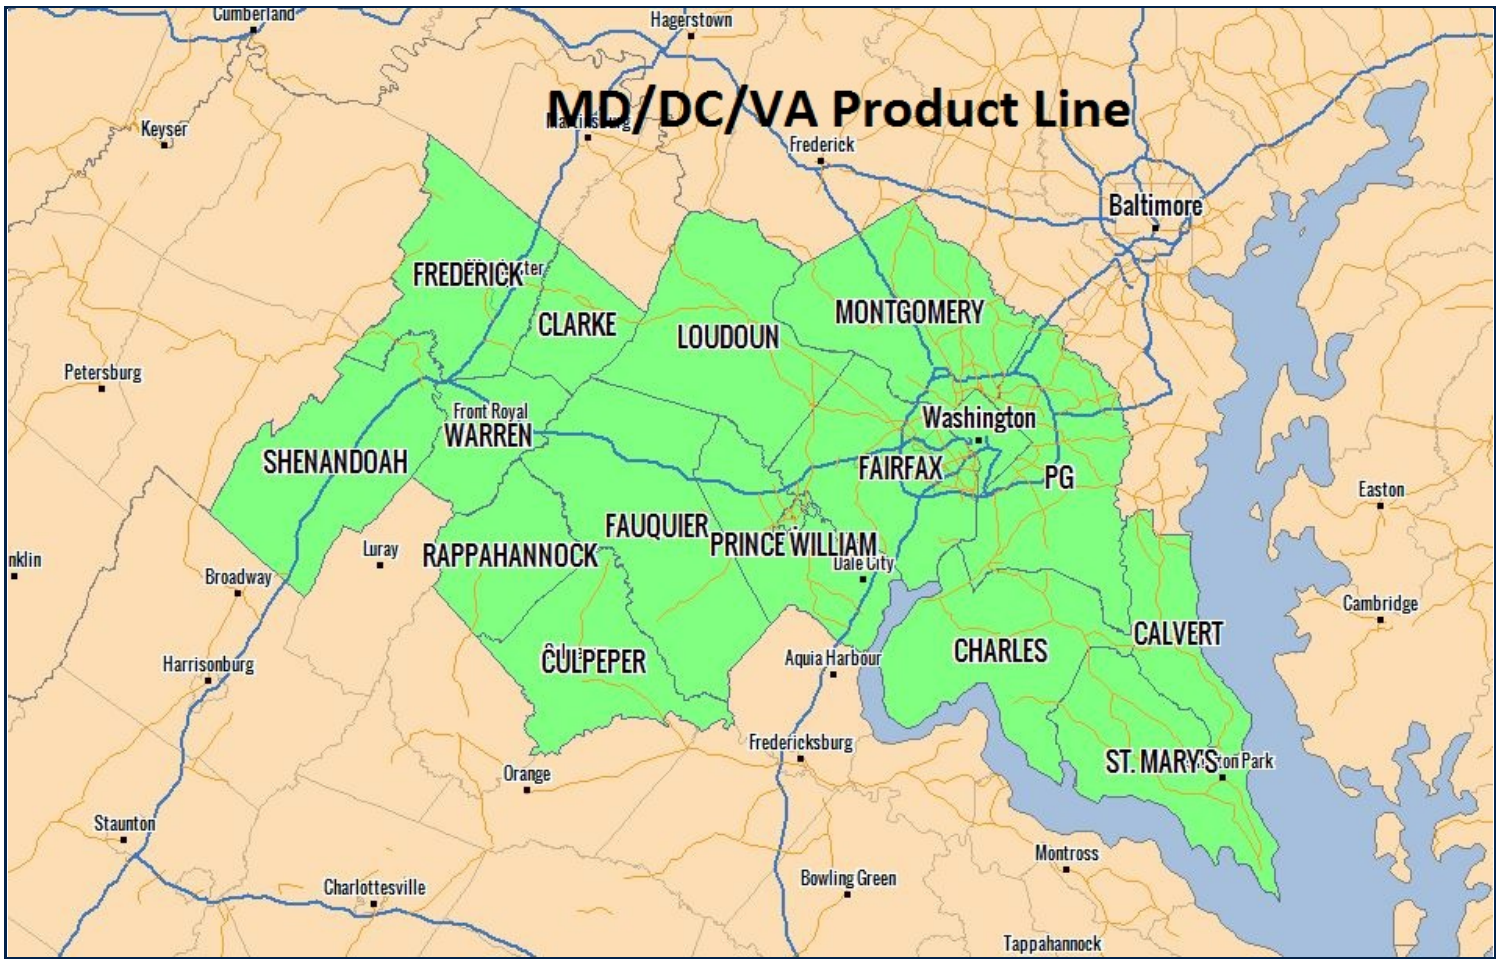 Cumberland
Hagerstown
MD/DC/VA Product Line
Keyser
Frederick
Baltimore
FREDERICK
MONTGOMERY
CLARKE
LOUDOUN
Petersburg
Front Royal
Washington
WARREN
SHENANDOAH
FAIRFAX
PG
Easton
FAUQUIER
PRINCE WILLIAM
Luray
RAPPAHANNOCK
nklin
Dale City
Broadway
Cambridge
CALVERT
CHARLES
CULPEPER
Aquia Harbour
Harrisonburg
Fredericksburg
ST. MARY'S
ton Park
Orange
Staunton
Montross
Bowling Green
Charlottesville
Tappahannock